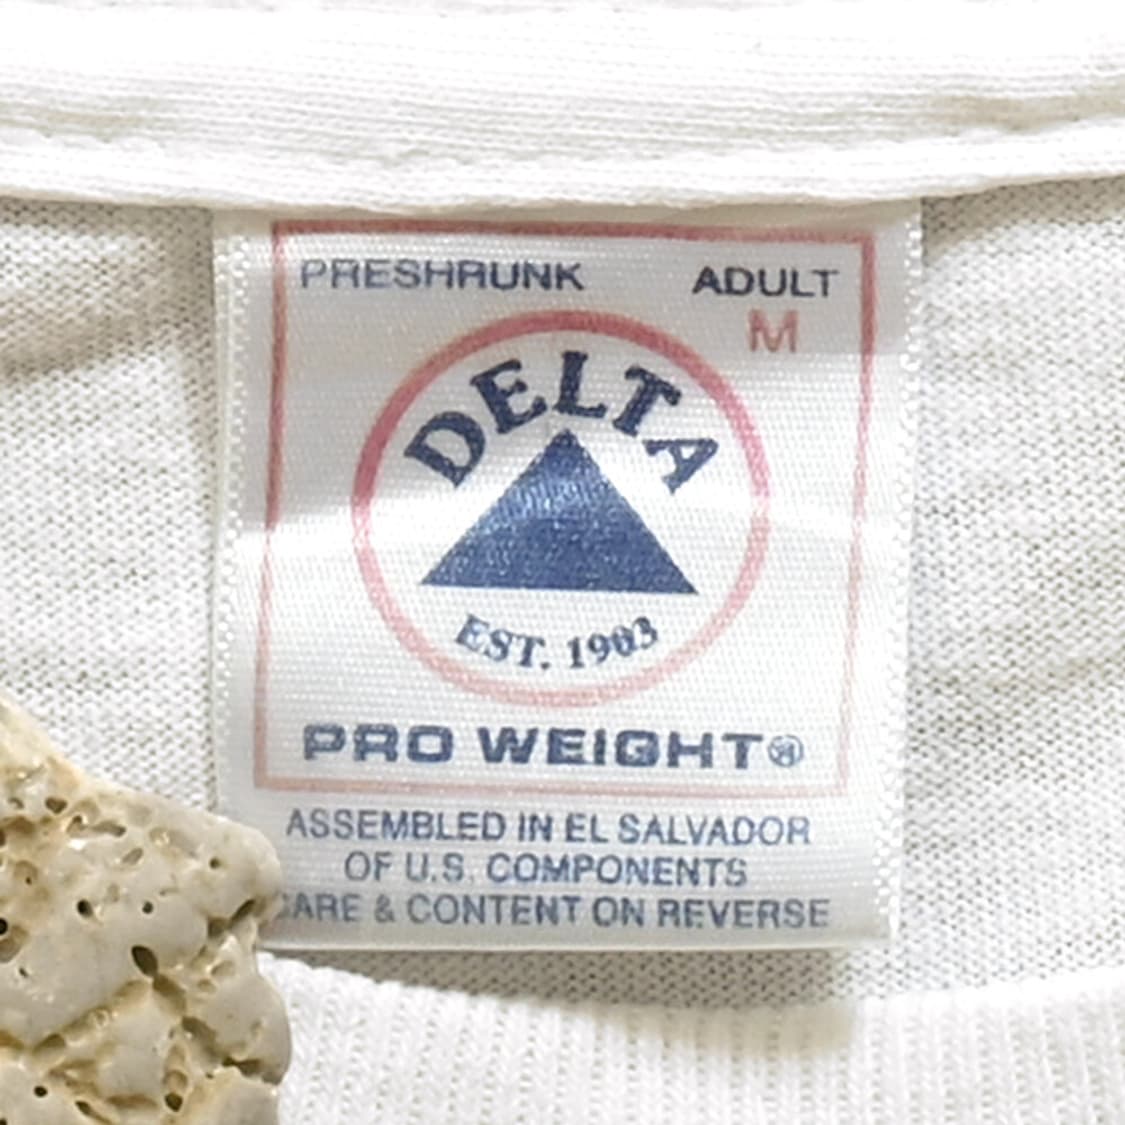 PRESHRUNK ADULT
M
DELTA
EST. 1903
PRO WEIGHT®
ASSEMBLED IN EL SALVADOR
OF U.S. COMPONENTS
CARE & CONTENT ON REVERSE